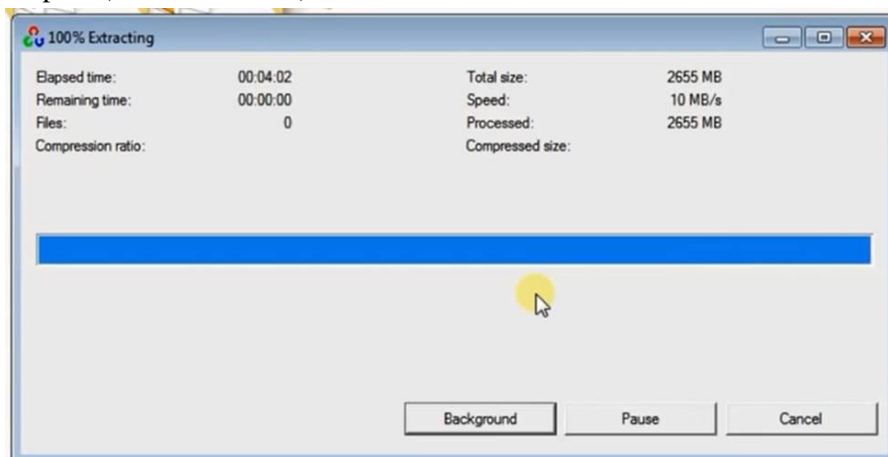 100% Extracting
Elapsed time: 00:04:02 Total size: 2655 MB
Remaining time: 00:00:00 Speed: 10 MB/s
Files: 0 Processed: 2655 MB
Compression ratio: Compressed size:
Background Pause Cancel